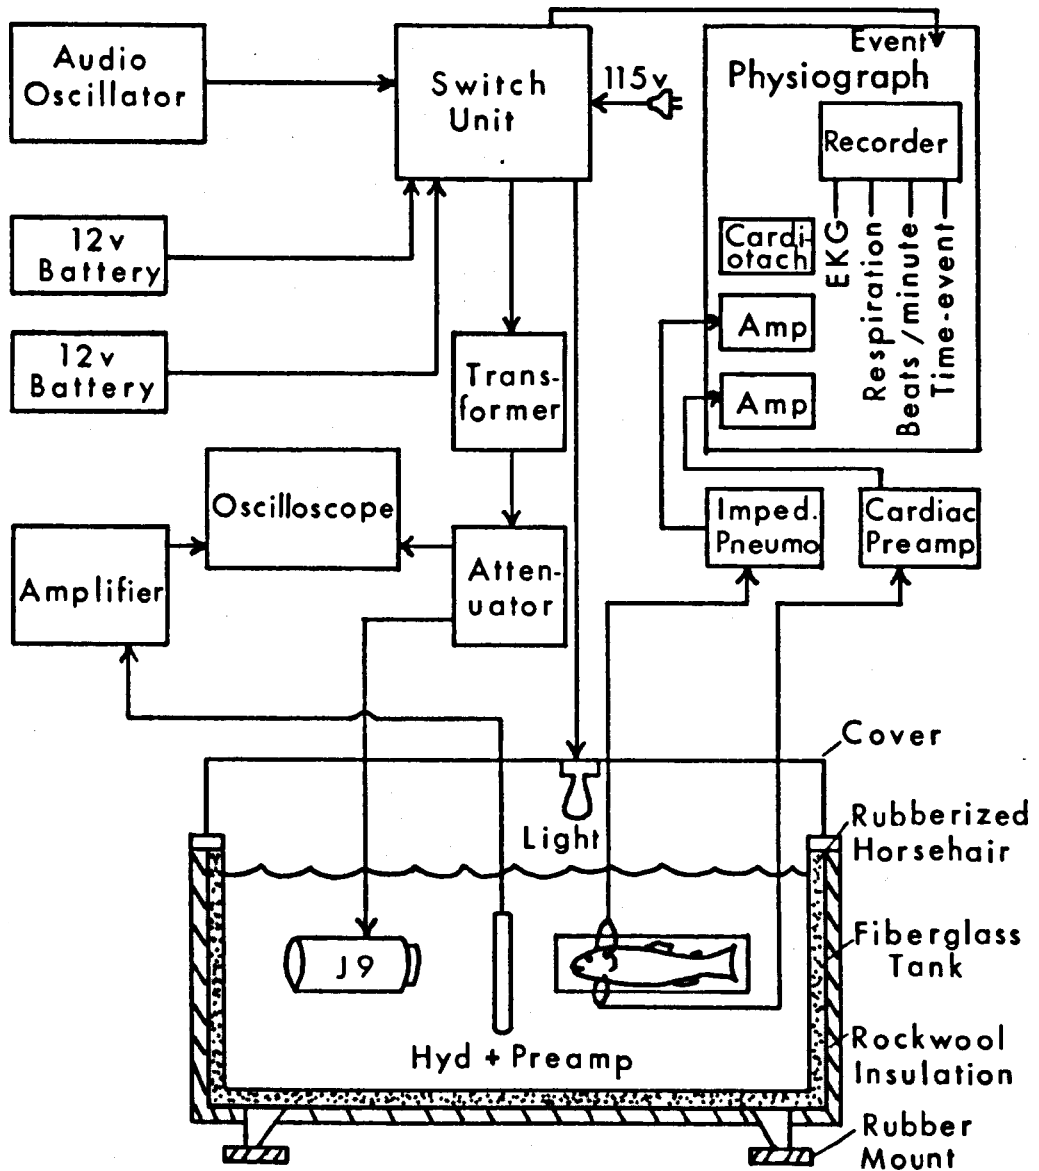 Audio
Oscillator
Switch
Unit
115v
Event
Physiograph
Recorder
EKG
Respiration
Beats/minute
Time-event
Cardi-
otach
Amp
Amp
12v
Battery
12v
Battery
Trans-
former
Oscilloscope
Amplifier
Atten-
uator
Imped.
Pneumo
Cardiac
Preamp
Cover
Light
Rubberized
Horsehair
J9
Fiberglass
Tank
Hyd + Preamp
Rockwool
Insulation
Rubber
Mount